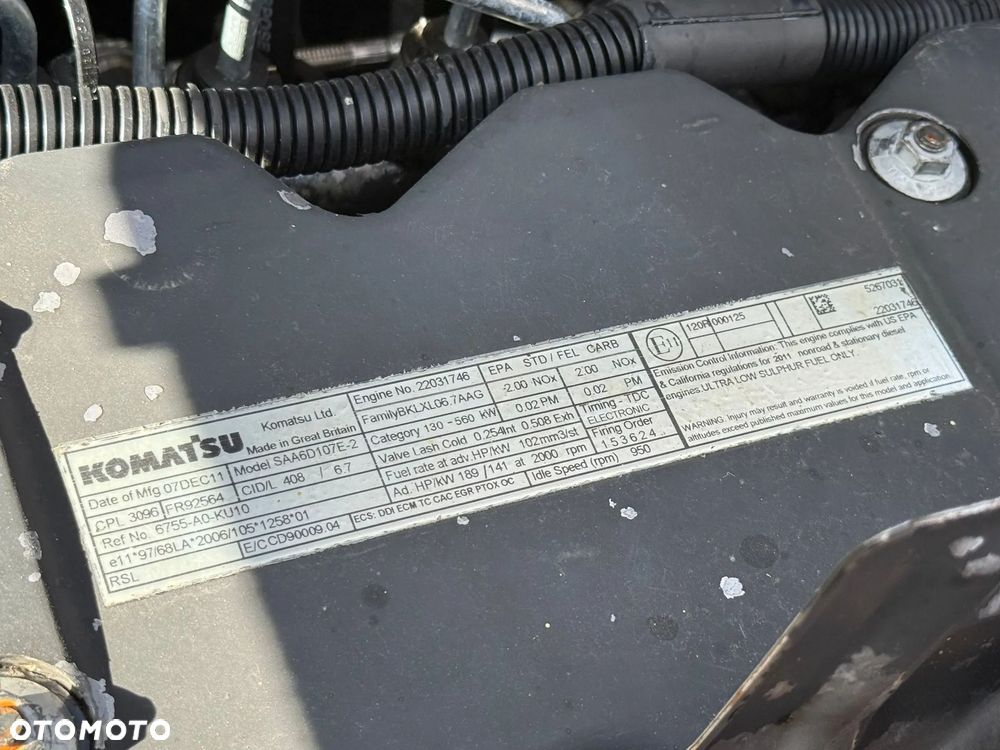 KOMATSU
Komatsu Ltd.
Made in Great Britain
Date of Mfg 07DEC11
Model SAA6D107E-2
CPL 3096
FR92564
CID/L 408 / 6.7
Ref No. 6755-A0-KU10
e11*97/68LA*2006/105*1258*01
RSL
E/CCD90009.04
Engine No. 22031746
FamilyBKLXL06.7AAG
Category 130 - 560 kW
Valve Lash Cold 0.254Int 0.508 Exh
Fuel rate at adv.HP/kW 102mm3/st
Ad. HP/kW 189 /141 at 2000 rpm
ECS: DDI ECM TC CAC EGR PTOX OC
Idle Speed (rpm) 950
EPA STD / FEL CARB
2.00 NOx
2.00 NOx
0.02 PM
0.02 PM
Timing - TDC
ELECTRONIC
Firing Order
1 5 3 6 2 4
E11
120R
000125
5267031
22031746
Emission Control Information: This engine complies with US EPA
& California regulations for 2011 nonroad & stationary diesel
engines.ULTRA LOW SULPHUR FUEL ONLY.
WARNING. Injury may result and warranty is voided if fuel rate, rpm or
altitudes exceed published maximum values for this model and application.
OTOMOTO